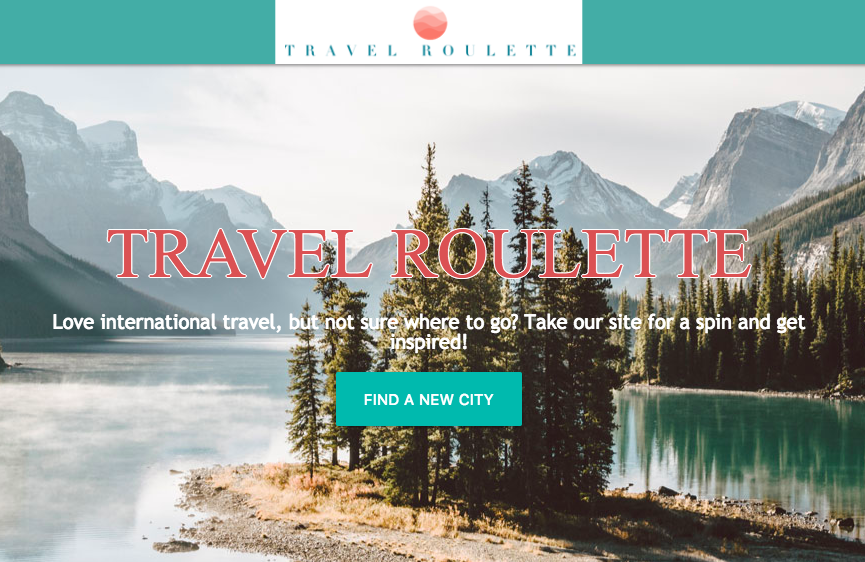 TRAVEL ROULETTE
TRAVEL ROULETTE
Love international travel, but not sure where to go? Take our site for a spin and get
inspired!
FIND A NEW CITY